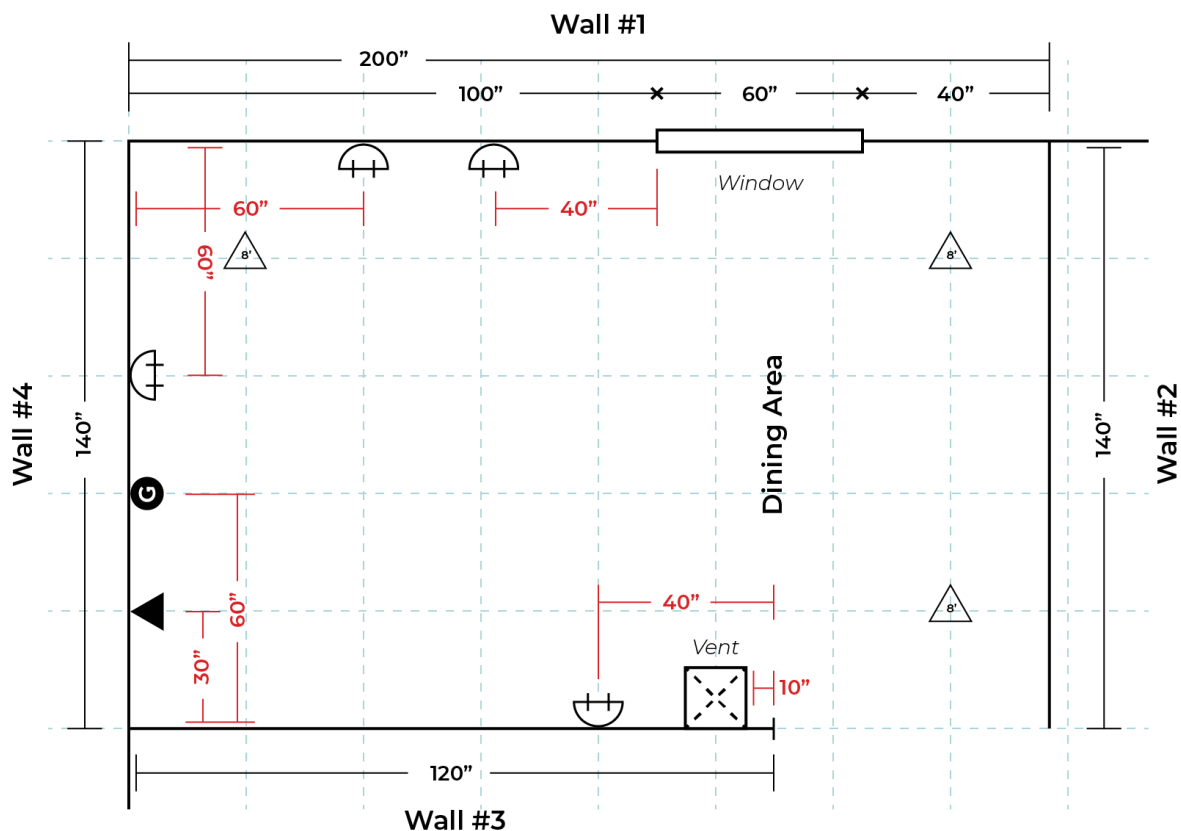 Wall #1
200”
100”
60”
40”
Window
60”
40”
60”
8’
8’
Wall #4
140”
Dining Area
140”
Wall #2
G
60”
30”
40”
8’
Vent
10”
120”
Wall #3